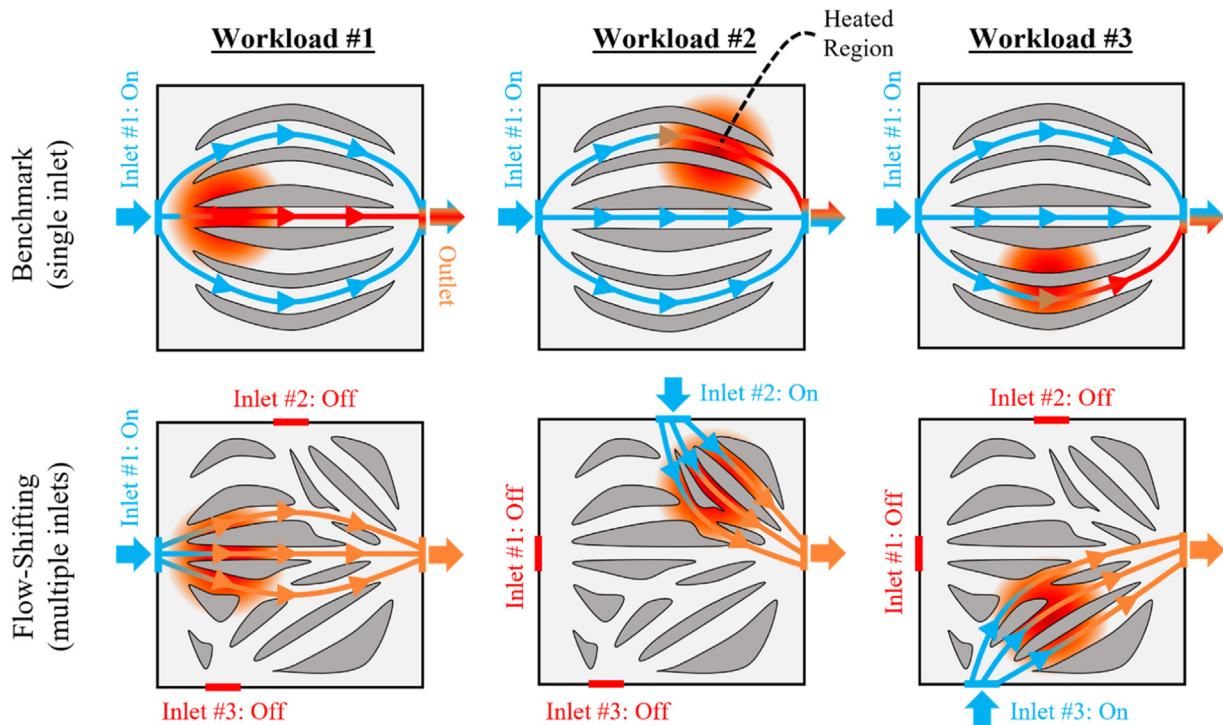 Workload #1
Workload #2
Workload #3
Heated
Region
Benchmark
(single inlet)
Inlet #1: On
Outlet
Inlet #1: On
Inlet #1: On
Flow-Shifting
(multiple inlets)
Inlet #2: Off
Inlet #1: On
Inlet #3: Off
Inlet #2: On
Inlet #1: Off
Inlet #3: Off
Inlet #2: Off
Inlet #1: Off
Inlet #3: On